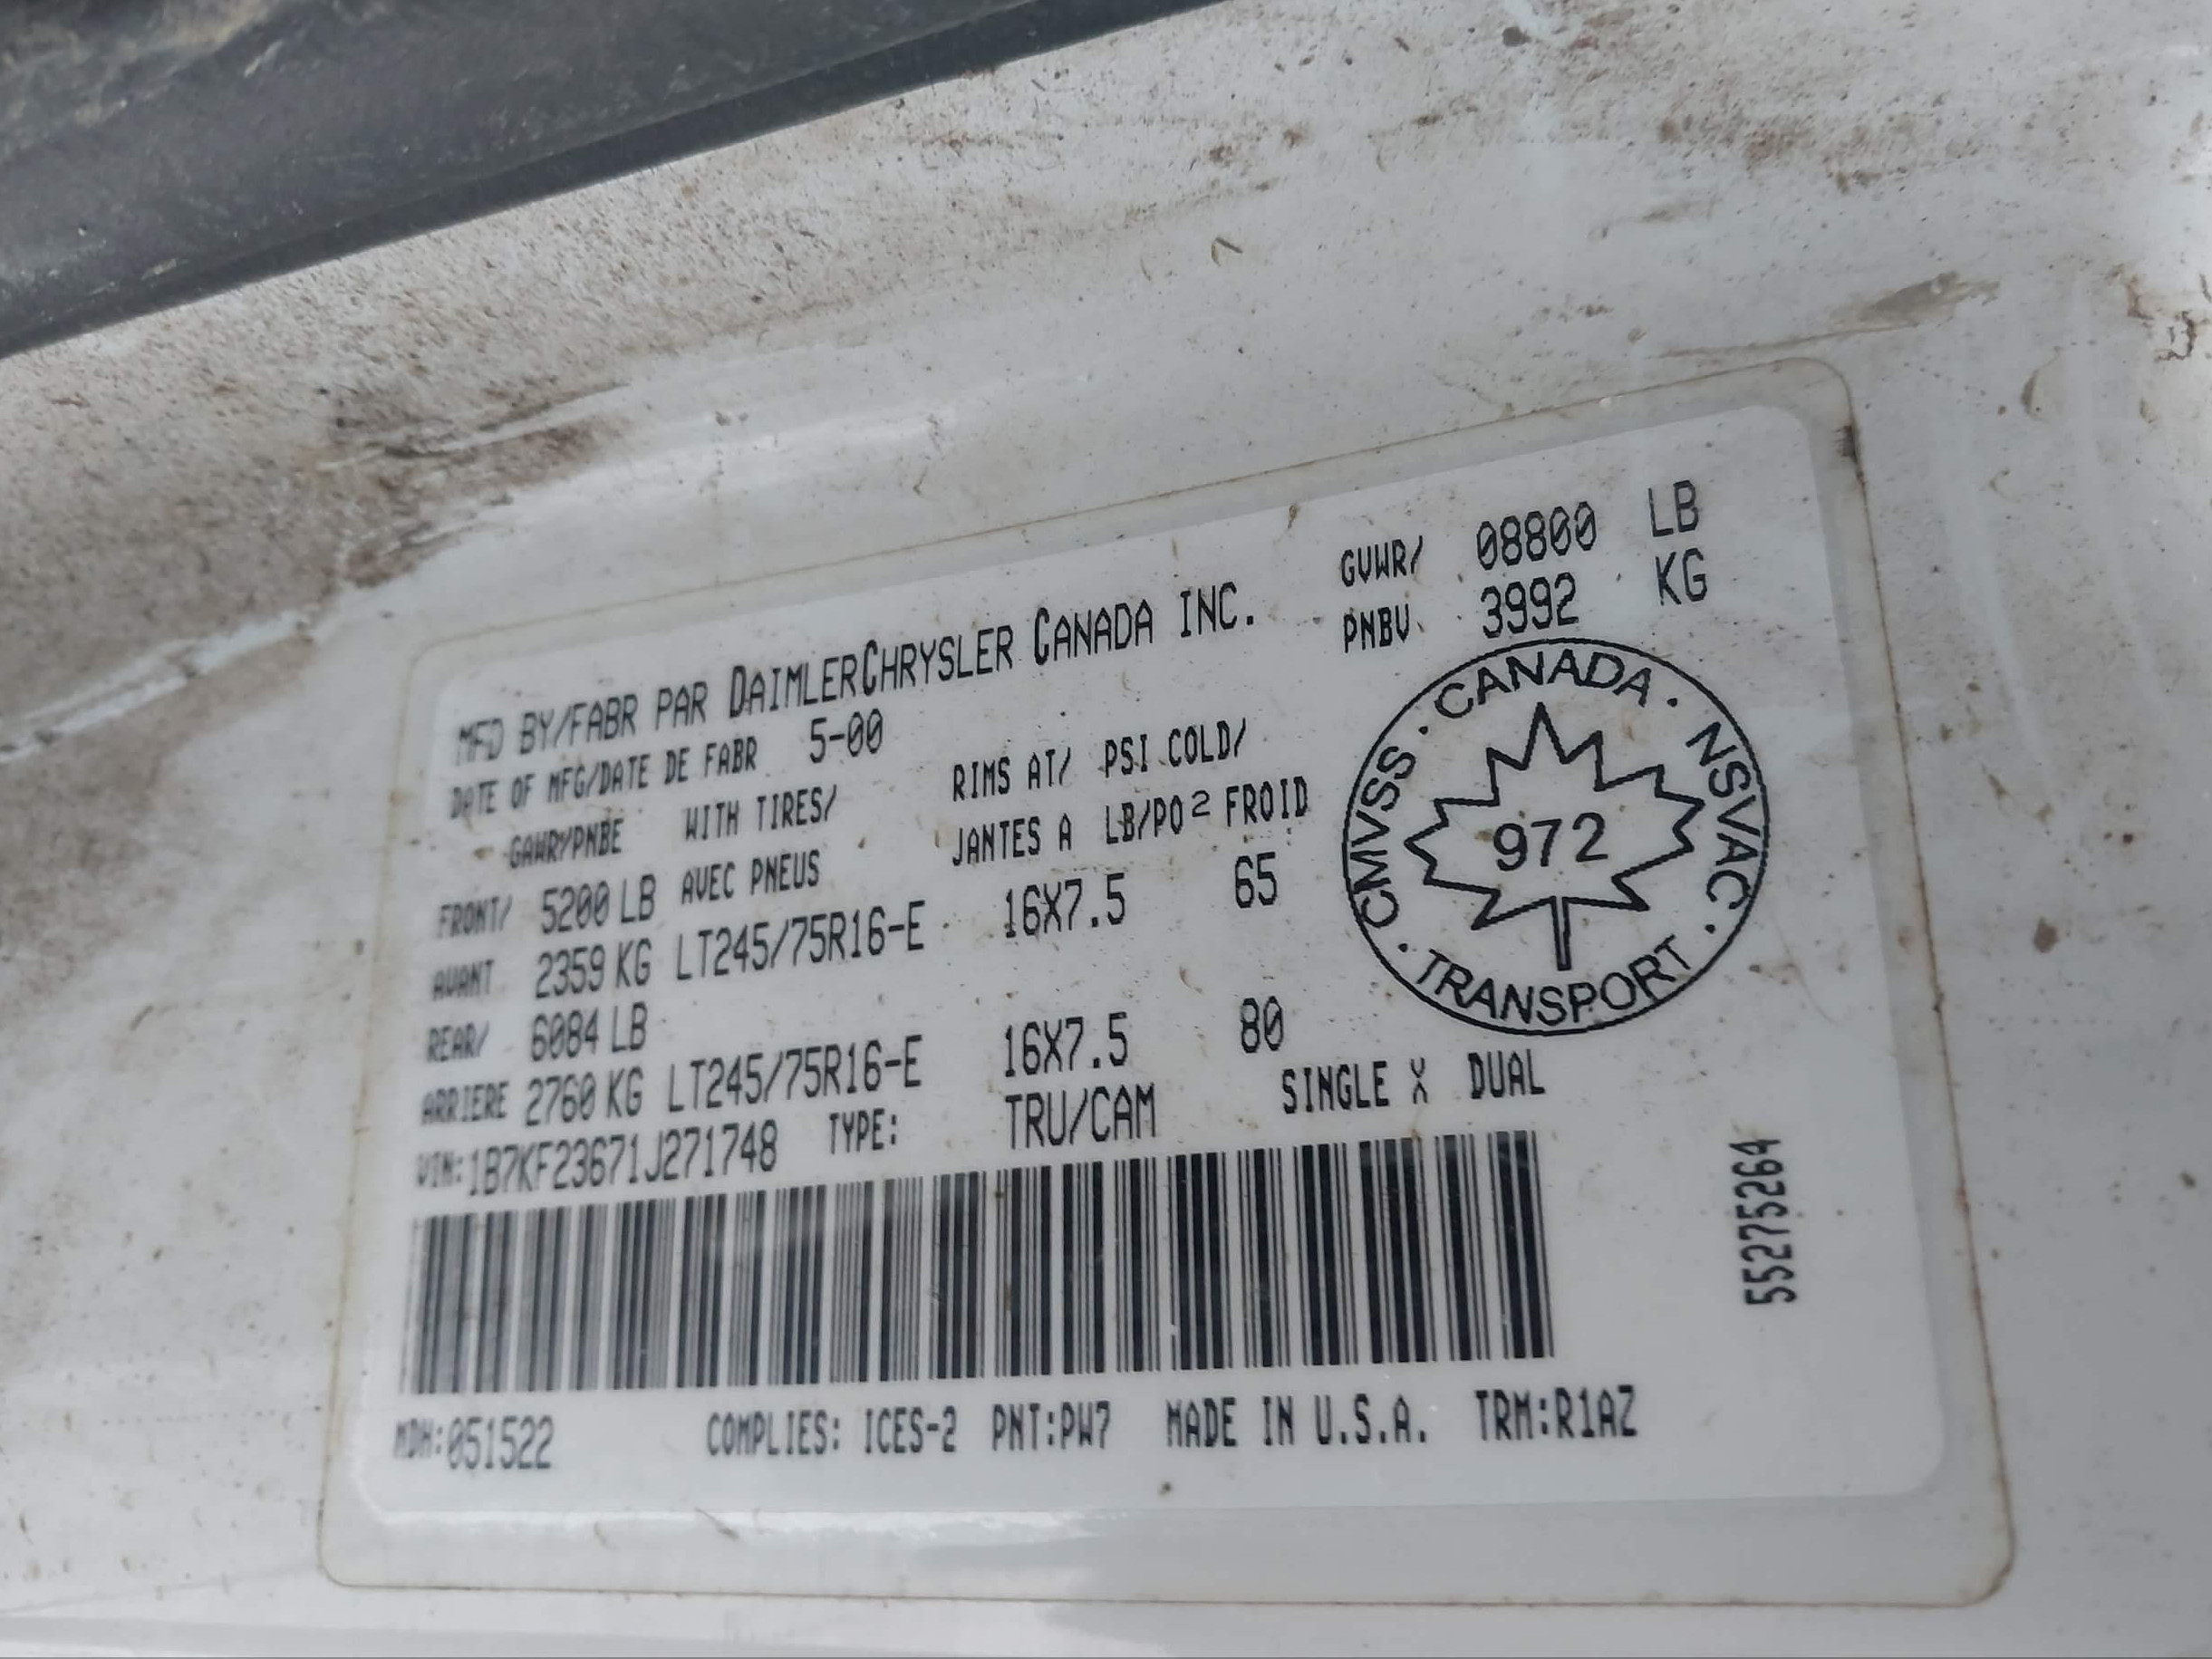 GVWR/ 08800 LB
PNBV 3992 KG
MFD BY/FABR PAR DAIMLERCHRYSLER CANADA INC.
DATE OF MFG/DATE DE FABR 5-00
GAWR/PNBE WITH TIRES/ RIMS AT/ PSI COLD/
AVEC PNEUS JANTES A LB/PO² FROID
FRONT/ 5200 LB
AVANT 2359 KG LT245/75R16-E 16X7.5 65
REAR/ 6084 LB
ARRIERE 2760 KG LT245/75R16-E 16X7.5 80
VIN:1B7KF23671J271748 TYPE: TRU/CAM SINGLE X DUAL
CMVSS · CANADA · NSVAC · TRANSPORT ·
972
55275264
MDH:051522 COMPLIES: ICES-2 PNT:PW7 MADE IN U.S.A. TRM:R1AZ